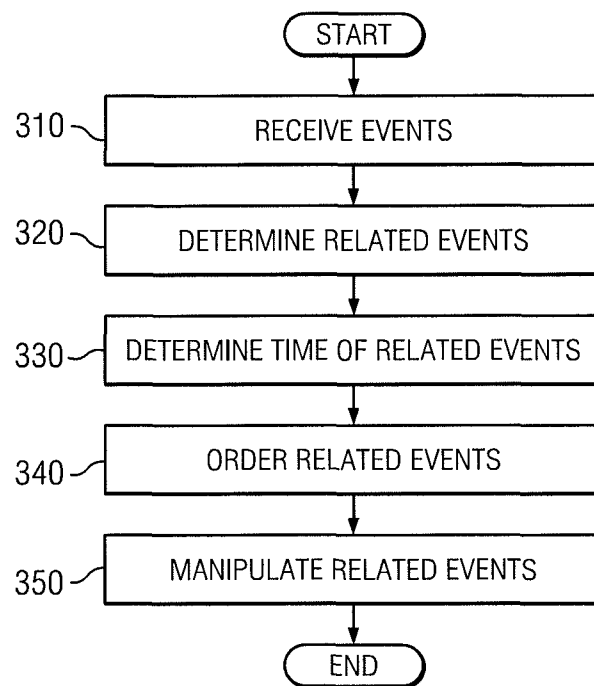 START
310
RECEIVE EVENTS
320
DETERMINE RELATED EVENTS
330
DETERMINE TIME OF RELATED EVENTS
340
ORDER RELATED EVENTS
350
MANIPULATE RELATED EVENTS
END